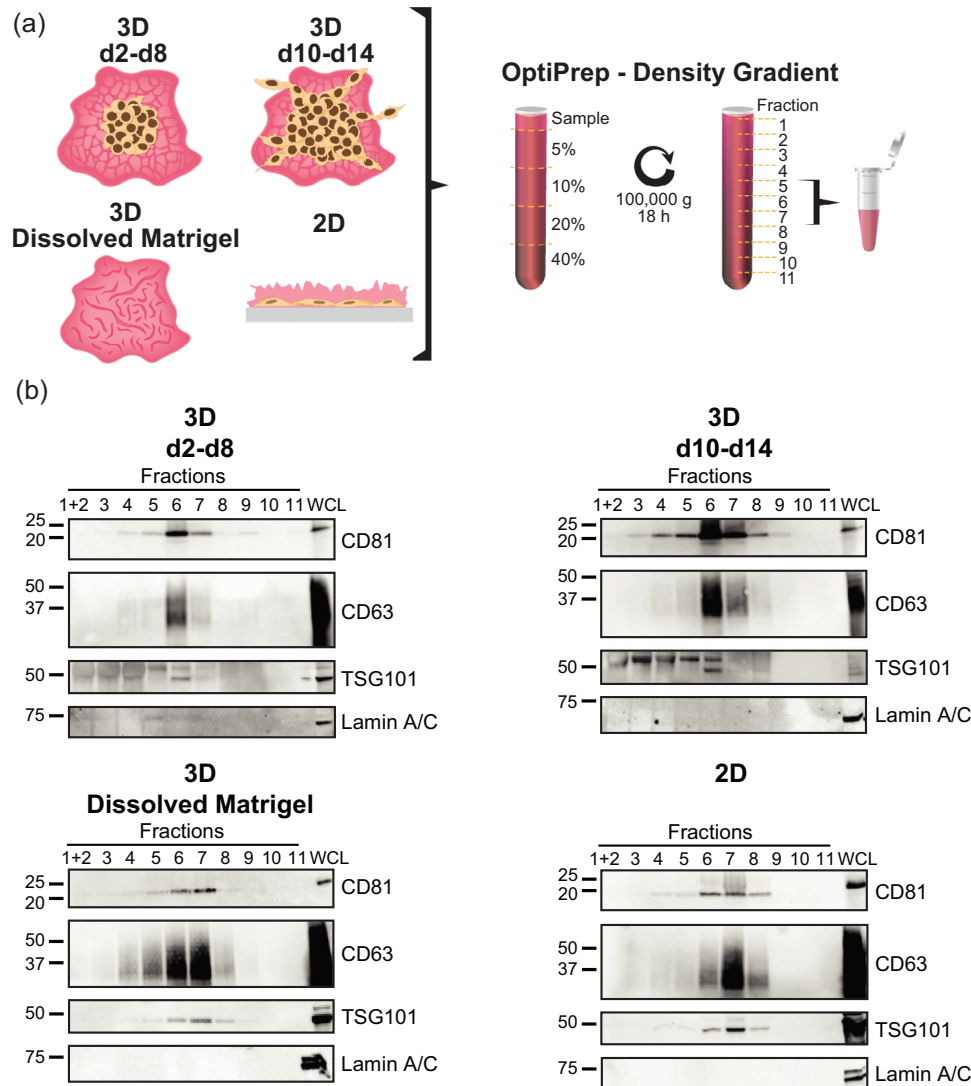 (a)
3D
d2-d8
3D
d10-d14
3D
Dissolved Matrigel
2D
OptiPrep - Density Gradient
Sample
5%
10%
20%
40%
100,000 g
18 h
Fraction
1
2
3
4
5
6
7
8
9
10
11
(b)
3D
d2-d8
Fractions
1+2 3 4 5 6 7 8 9 10 11 WCL
25
20
CD81
50
37
CD63
50
TSG101
75
Lamin A/C
3D
d10-d14
Fractions
1+2 3 4 5 6 7 8 9 10 11 WCL
25
20
CD81
50
37
CD63
50
TSG101
75
Lamin A/C
3D
Dissolved Matrigel
Fractions
1+2 3 4 5 6 7 8 9 10 11 WCL
25
20
CD81
50
37
CD63
50
TSG101
75
Lamin A/C
2D
Fractions
1+2 3 4 5 6 7 8 9 10 11 WCL
25
20
CD81
50
37
CD63
50
TSG101
75
Lamin A/C